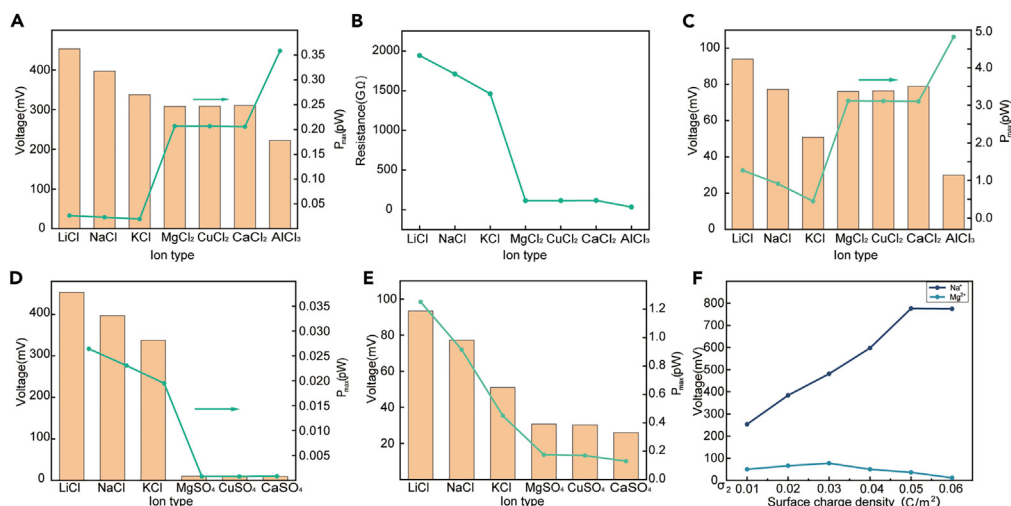 A
Voltage(mV)
400
300
200
100
0
0.35
0.30
0.25
0.20
0.15
0.10
0.05
Pmax(pW)
LiCl NaCl KCl MgCl₂ CuCl₂ CaCl₂ AlCl₃
Ion type
B
Resistance(GΩ)
2000
1500
1000
500
0
LiCl NaCl KCl MgCl₂ CuCl₂ CaCl₂ AlCl₃
Ion type
C
Voltage(mV)
100
80
60
40
20
0
5.0
4.0
3.0
2.0
1.0
0.0
Pmax(pW)
LiCl NaCl KCl MgCl₂ CuCl₂ CaCl₂ AlCl₃
Ion type
D
Voltage(mV)
400
300
200
100
0
0.035
0.030
0.025
0.020
0.015
0.010
0.005
Pmax(pW)
LiCl NaCl KCl MgSO₄ CuSO₄ CaSO₄
Ion type
E
Voltage(mV)
100
80
60
40
20
1.2
1.0
0.8
0.6
0.4
0.2
0.0
Pmax(pW)
LiCl NaCl KCl MgSO₄ CuSO₄ CaSO₄
Ion type
F
Na⁺
Mg²⁺
Voltage(mV)
800
700
600
500
400
300
200
100
0
σ₂ 0.01 0.02 0.03 0.04 0.05 0.06
Surface charge density (C/m²)